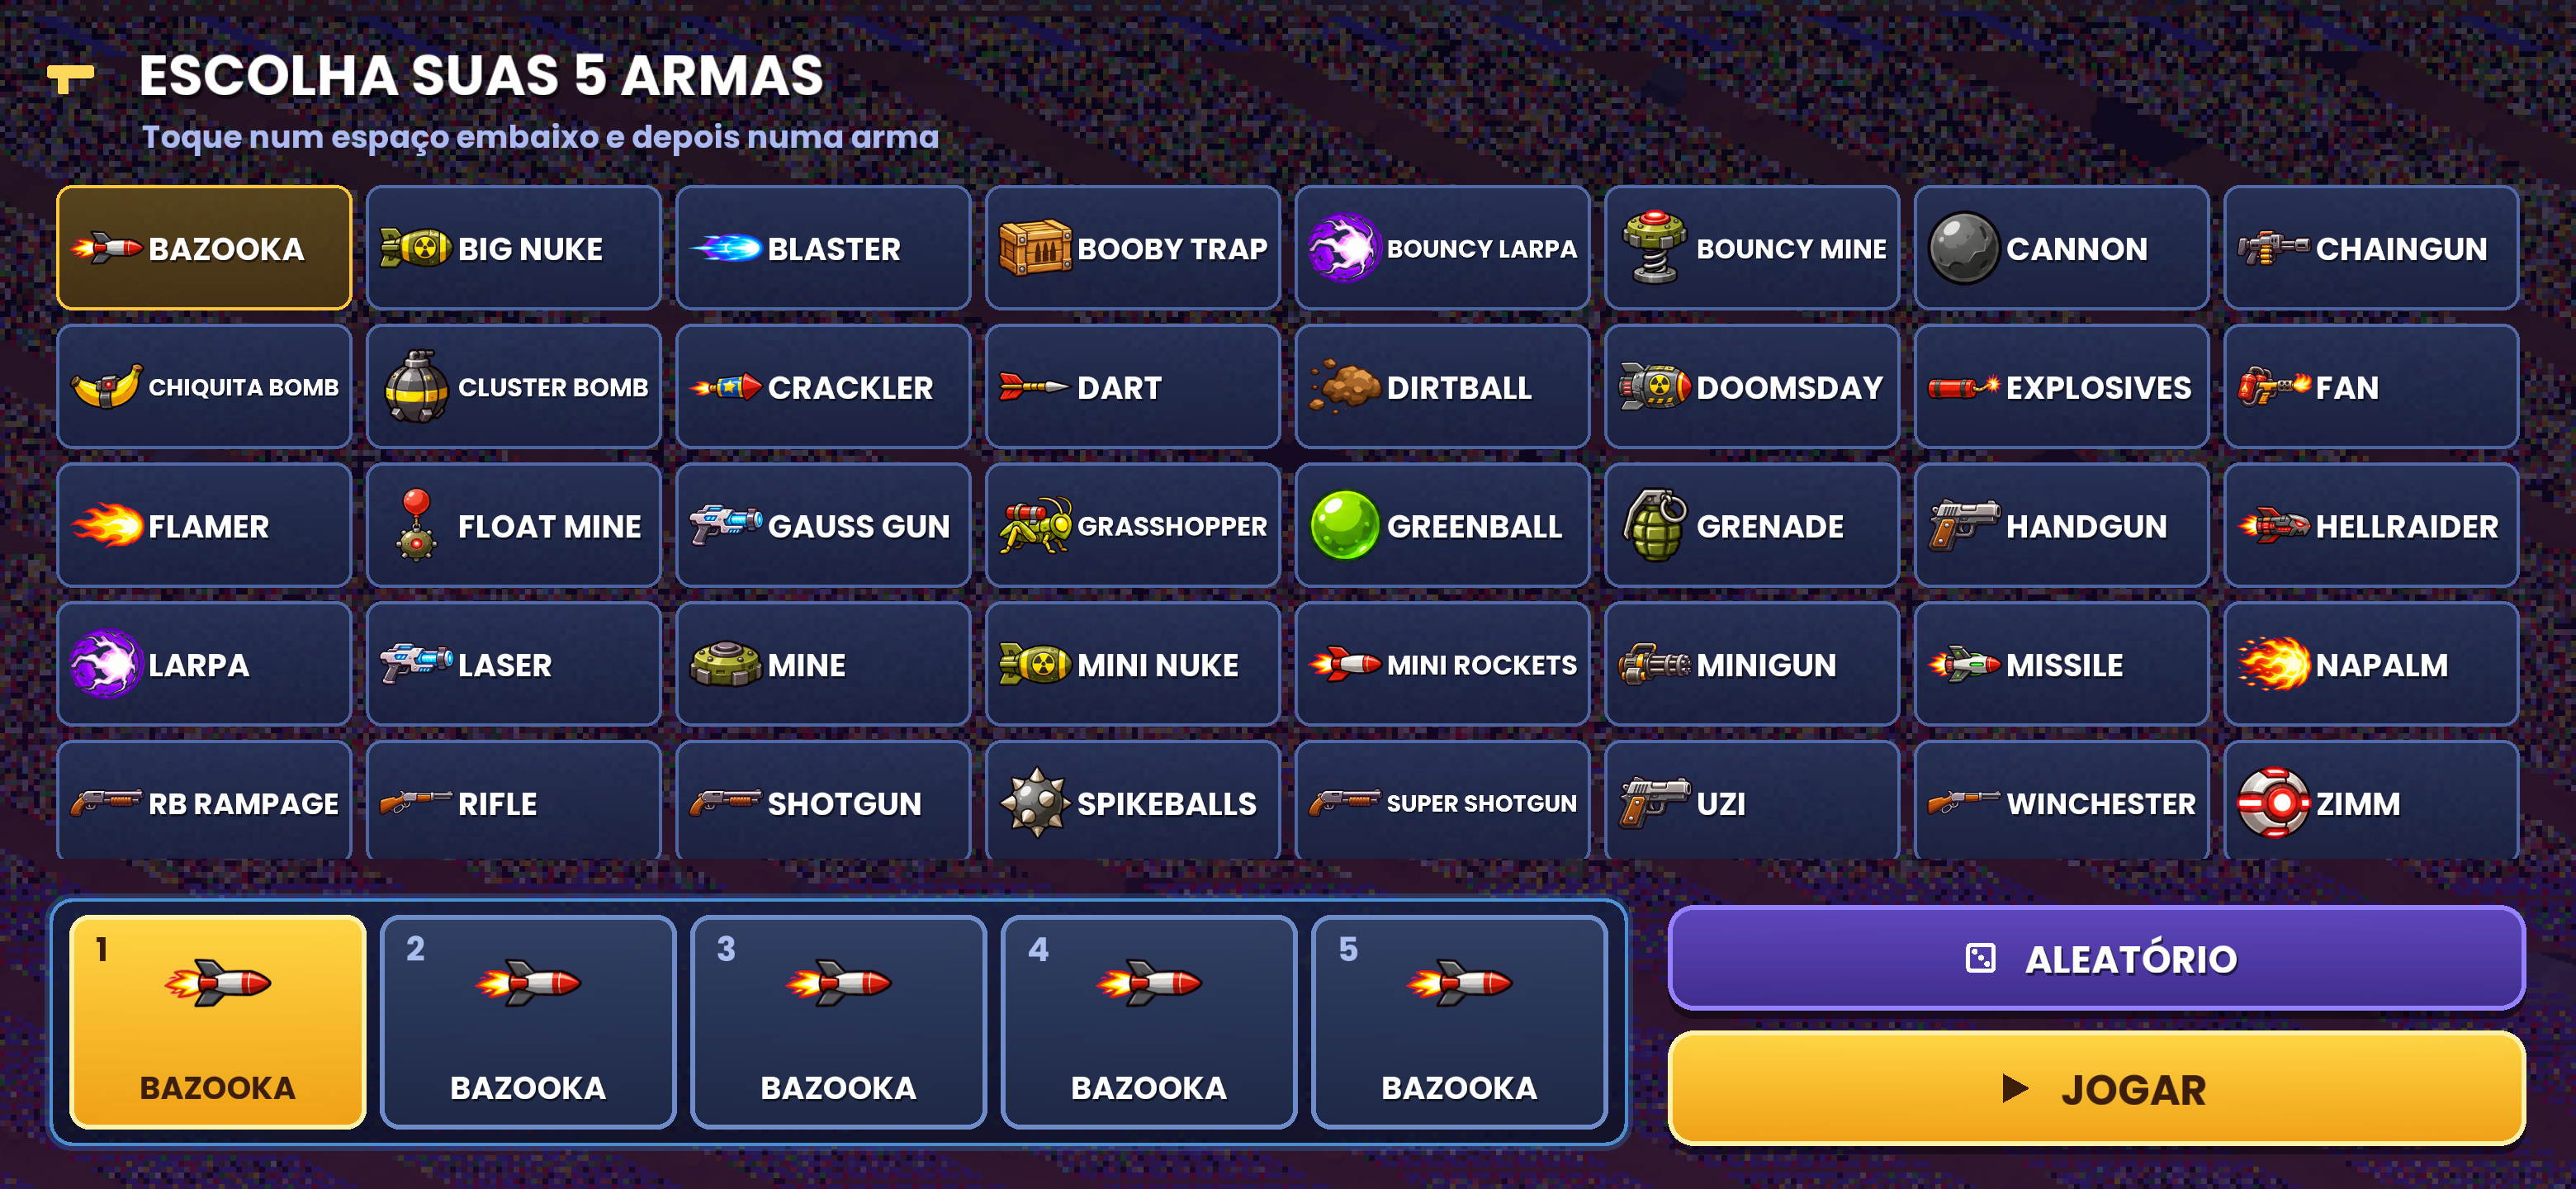 ESCOLHA SUAS 5 ARMAS
Toque num espaço embaixo e depois numa arma
BAZOOKA
BIG NUKE
BLASTER
BOOBY TRAP
BOUNCY LARPA
BOUNCY MINE
CANNON
CHAINGUN
CHIQUITA BOMB
CLUSTER BOMB
CRACKLER
DART
DIRTBALL
DOOMSDAY
EXPLOSIVES
FAN
FLAMER
FLOAT MINE
GAUSS GUN
GRASSHOPPER
GREENBALL
GRENADE
HANDGUN
HELLRAIDER
LARPA
LASER
MINE
MINI NUKE
MINI ROCKETS
MINIGUN
MISSILE
NAPALM
RB RAMPAGE
RIFLE
SHOTGUN
SPIKEBALLS
SUPER SHOTGUN
UZI
WINCHESTER
ZIMM
1
BAZOOKA
2
BAZOOKA
3
BAZOOKA
4
BAZOOKA
5
BAZOOKA
ALEATÓRIO
JOGAR